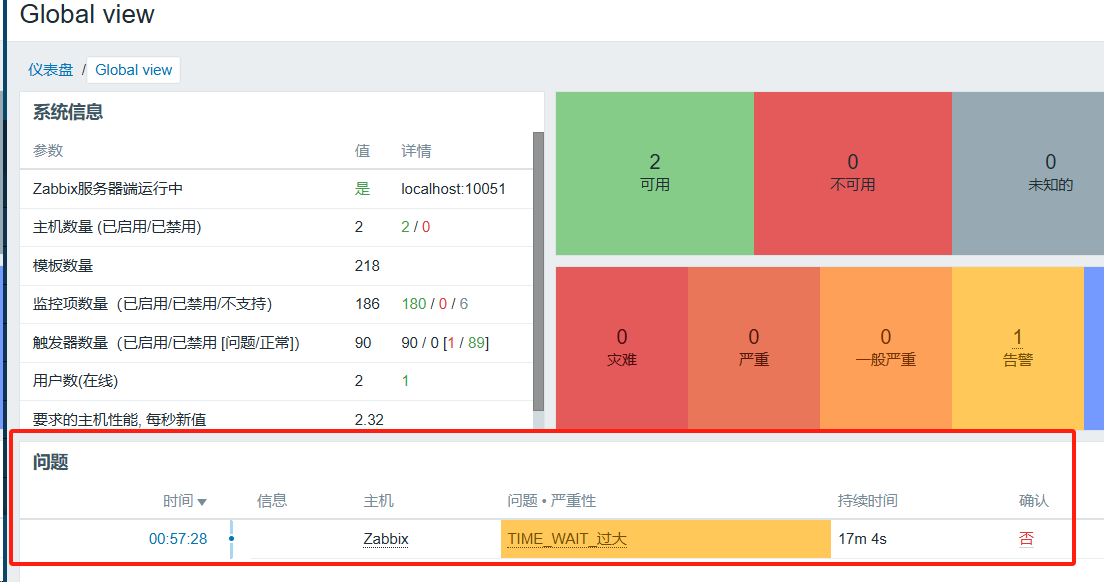 Global view
仪表盘 / Global view
系统信息
参数 值 详情
Zabbix服务器端运行中 是 localhost:10051
主机数量 (已启用/已禁用) 2 2 / 0
模板数量 218
监控项数量（已启用/已禁用/不支持） 186 180 / 0 / 6
触发器数量（已启用/已禁用 [问题/正常]） 90 90 / 0 [1 / 89]
用户数(在线) 2 1
要求的主机性能, 每秒新值 2.32
2 0 0
可用 不可用 未知的
0 0 0 1
灾难 严重 一般严重 告警
问题
时间 信息 主机 问题 • 严重性 持续时间 确认
00:57:28 Zabbix TIME_WAIT_过大 17m 4s 否